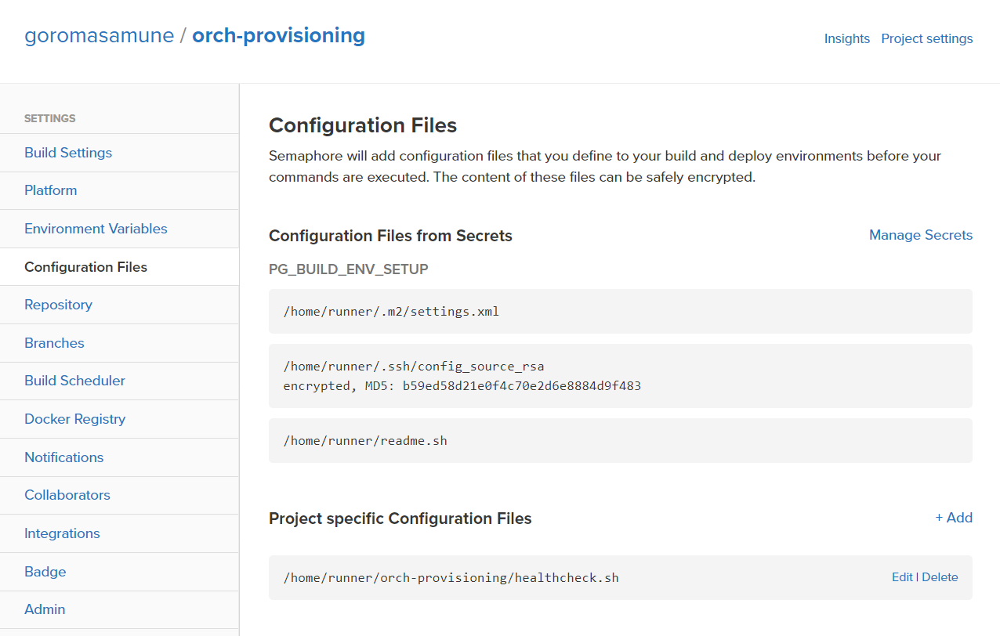 goromasamune / orch-provisioning
Insights Project settings
SETTINGS
Build Settings
Platform
Environment Variables
Configuration Files
Repository
Branches
Build Scheduler
Docker Registry
Notifications
Collaborators
Integrations
Badge
Admin
Configuration Files
Semaphore will add configuration files that you define to your build and deploy environments before your
commands are executed. The content of these files can be safely encrypted.
Configuration Files from Secrets
Manage Secrets
PG_BUILD_ENV_SETUP
/home/runner/.m2/settings.xml
/home/runner/.ssh/config_source_rsa
encrypted, MD5: b59ed58d21e0f4c70e2d6e8884d9f483
/home/runner/readme.sh
Project specific Configuration Files
+ Add
/home/runner/orch-provisioning/healthcheck.sh
Edit | Delete